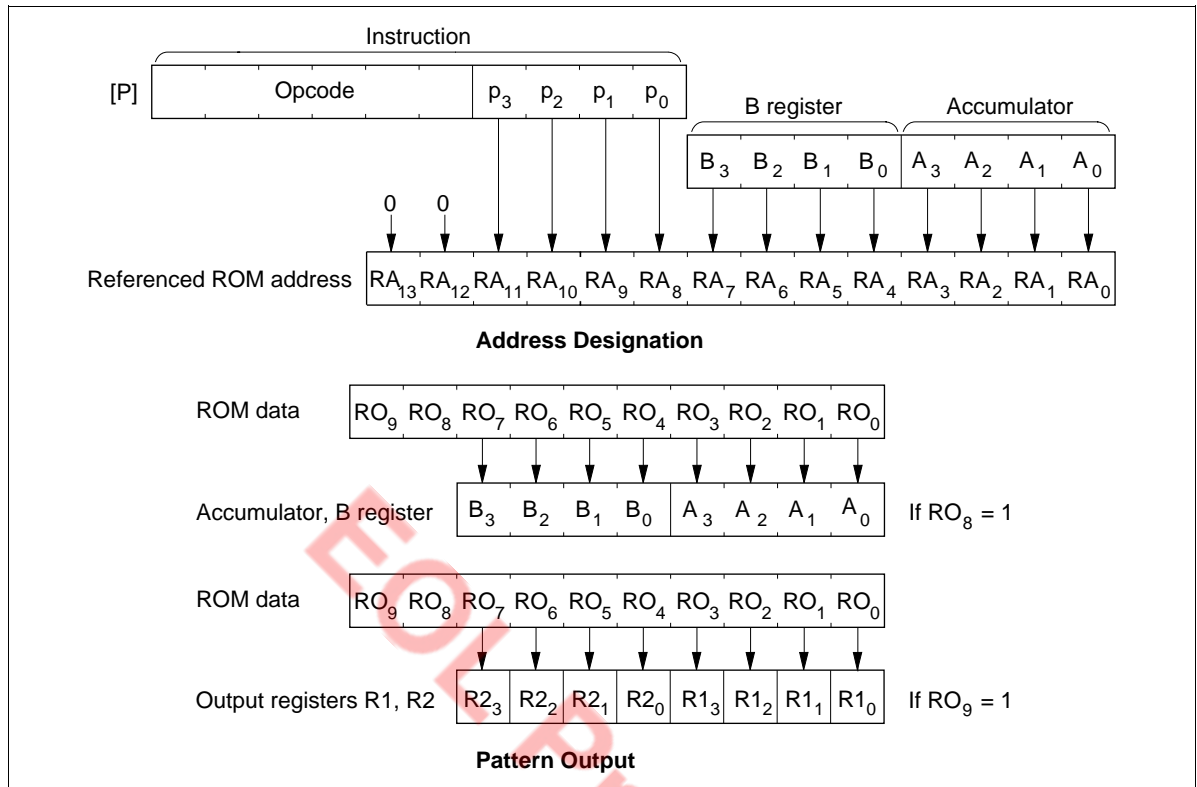 Instruction
[P] Opcode p3 p2 p1 p0
B register Accumulator
B3 B2 B1 B0 A3 A2 A1 A0
0 0
Referenced ROM address RA13 RA12 RA11 RA10 RA9 RA8 RA7 RA6 RA5 RA4 RA3 RA2 RA1 RA0
Address Designation
ROM data RO9 RO8 RO7 RO6 RO5 RO4 RO3 RO2 RO1 RO0
Accumulator, B register B3 B2 B1 B0 A3 A2 A1 A0 If RO8 = 1
ROM data RO9 RO8 RO7 RO6 RO5 RO4 RO3 RO2 RO1 RO0
Output registers R1, R2 R23 R22 R21 R20 R13 R12 R11 R10 If RO9 = 1
Pattern Output
EOL Pr